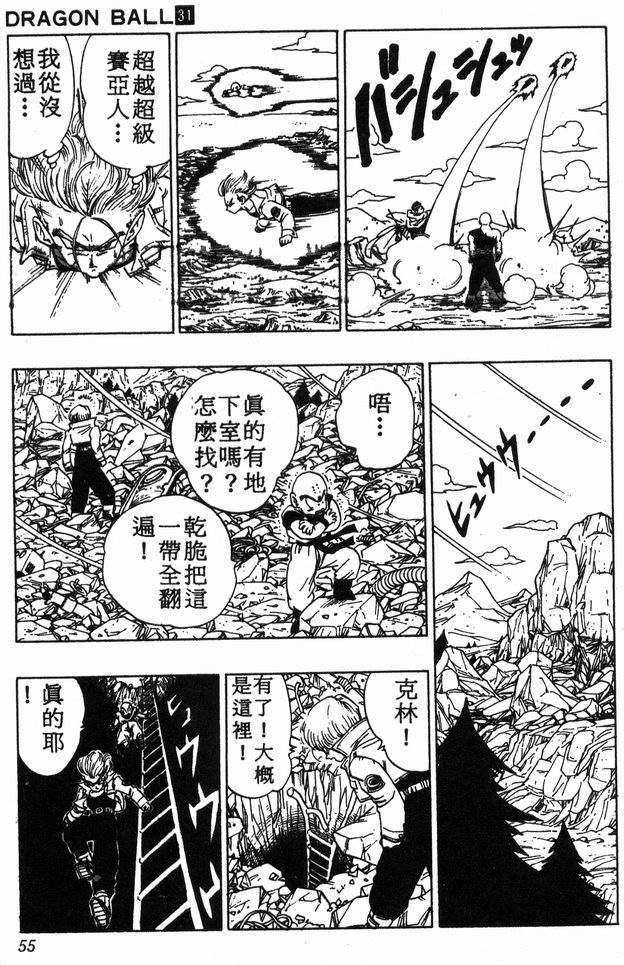 DRAGON BALL 31
バシュシュッ
超越超級
賽亞人…
我從沒
想過…
ヒュウウ・・・・
唔…
眞的有地
下室嗎？
怎麼找？
乾脆把這
一帶全翻
遍！
克林！
有了！大概
是這裡！
ヒュウウ
眞的耶
！
55